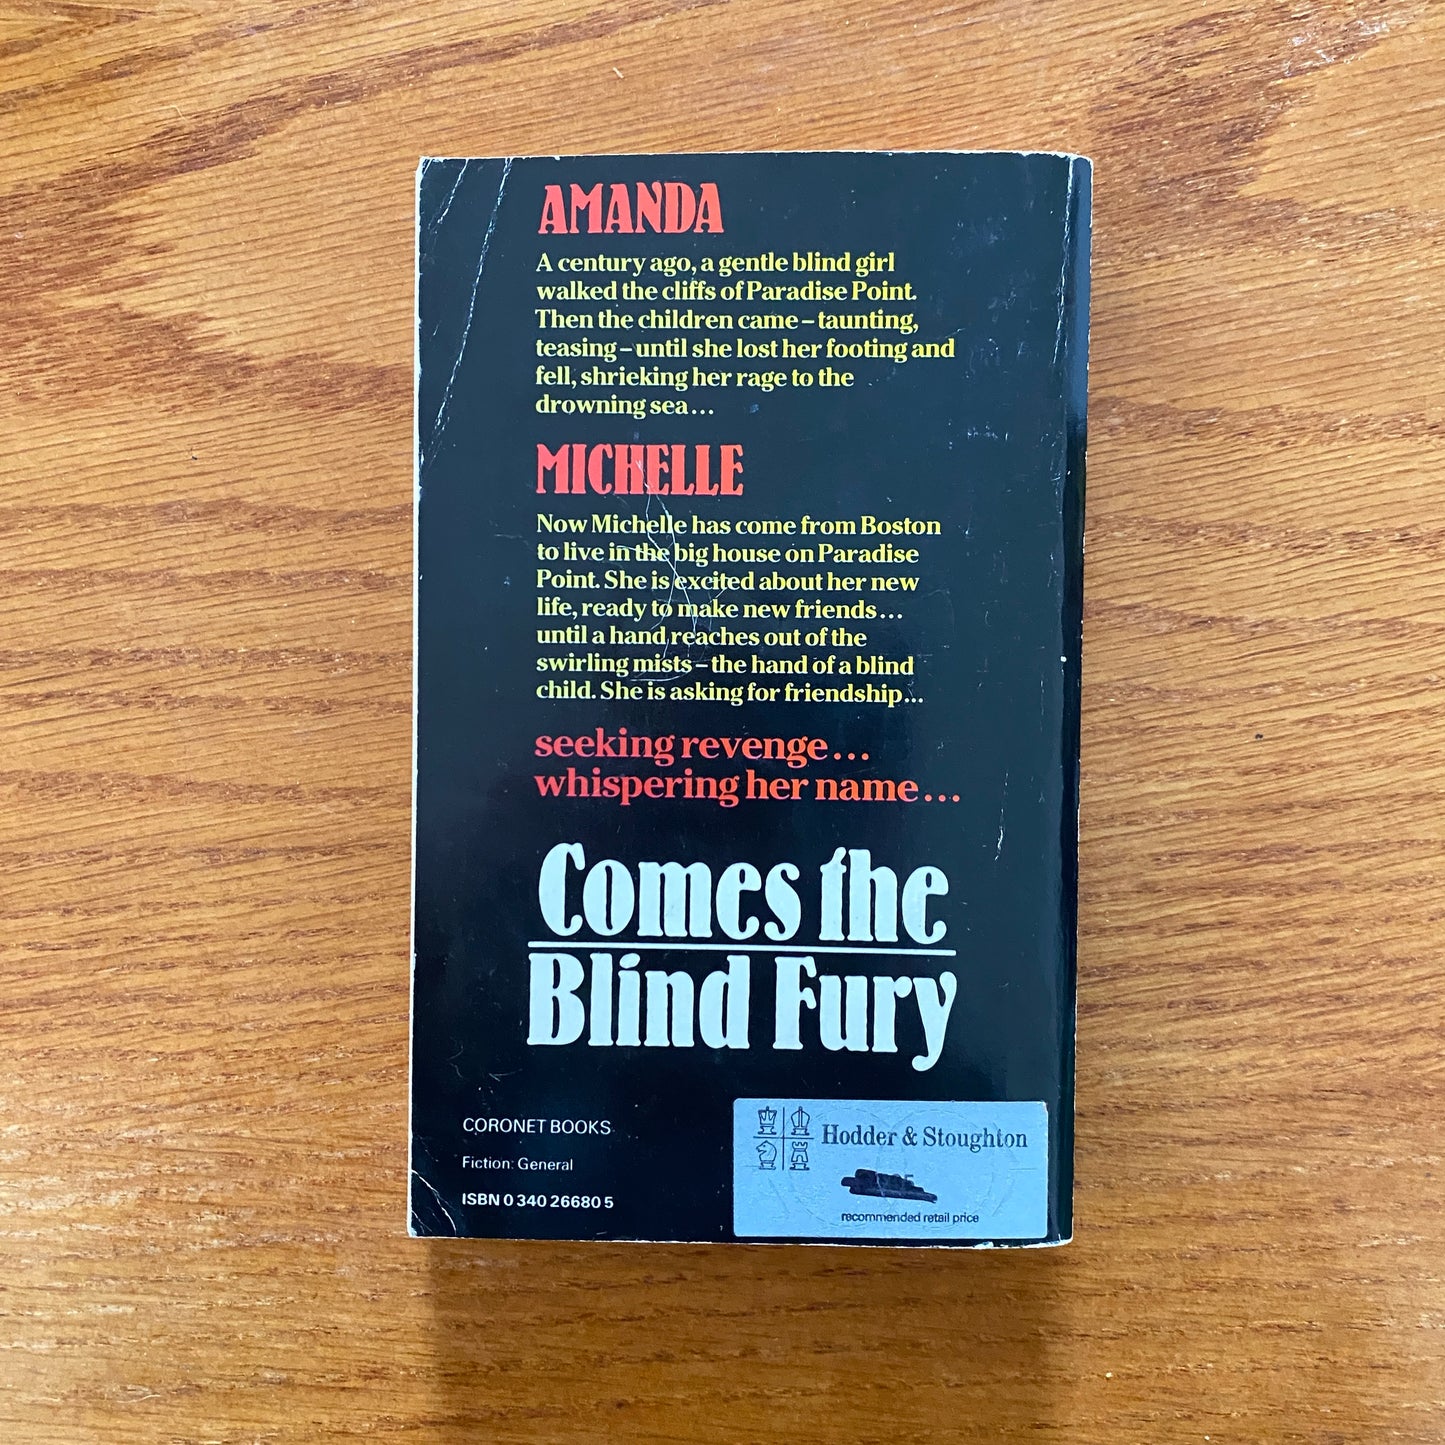 AMANDA
A century ago, a gentle blind girl
walked the cliffs of Paradise Point.
Then the children came – taunting,
teasing – until she lost her footing and
fell, shrieking her rage to the
drowning sea...
MICHELLE
Now Michelle has come from Boston
to live in the big house on Paradise
Point. She is excited about her new
life, ready to make new friends...
until a hand reaches out of the
swirling mists – the hand of a blind
child. She is asking for friendship...
seeking revenge...
whispering her name...
Comes the
Blind Fury
CORONET BOOKS
Fiction: General
ISBN 0 340 26680 5
Hodder & Stoughton
recommended retail price